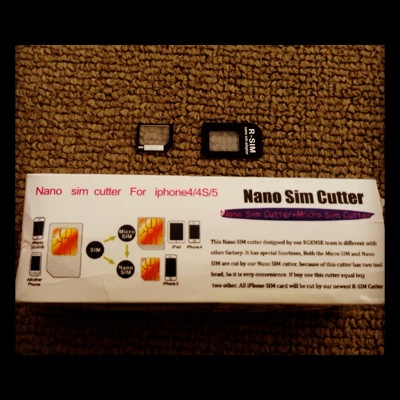 R-SIM
Nano sim cutter For iphone4/4S/5
Nano Sim Cutter
Nano Sim Cutter+Micro Sim Cutter
Micro
SIM
SIM
Nano
SIM
iPad
iPhone4
iPhone5
Allother
Phone
This Nano SIM cutter designed by our RGKNSE team is different with
other factory. It has special functions. Both the Micro SIM and Nano
SIM are cut by our Nano SIM cutter, because of this cutter has two tool
head, So it is very convenience. if buy one this cutter equal buy
two other. All iPhone SIM card will be cut by our newest R-SIM Cutter